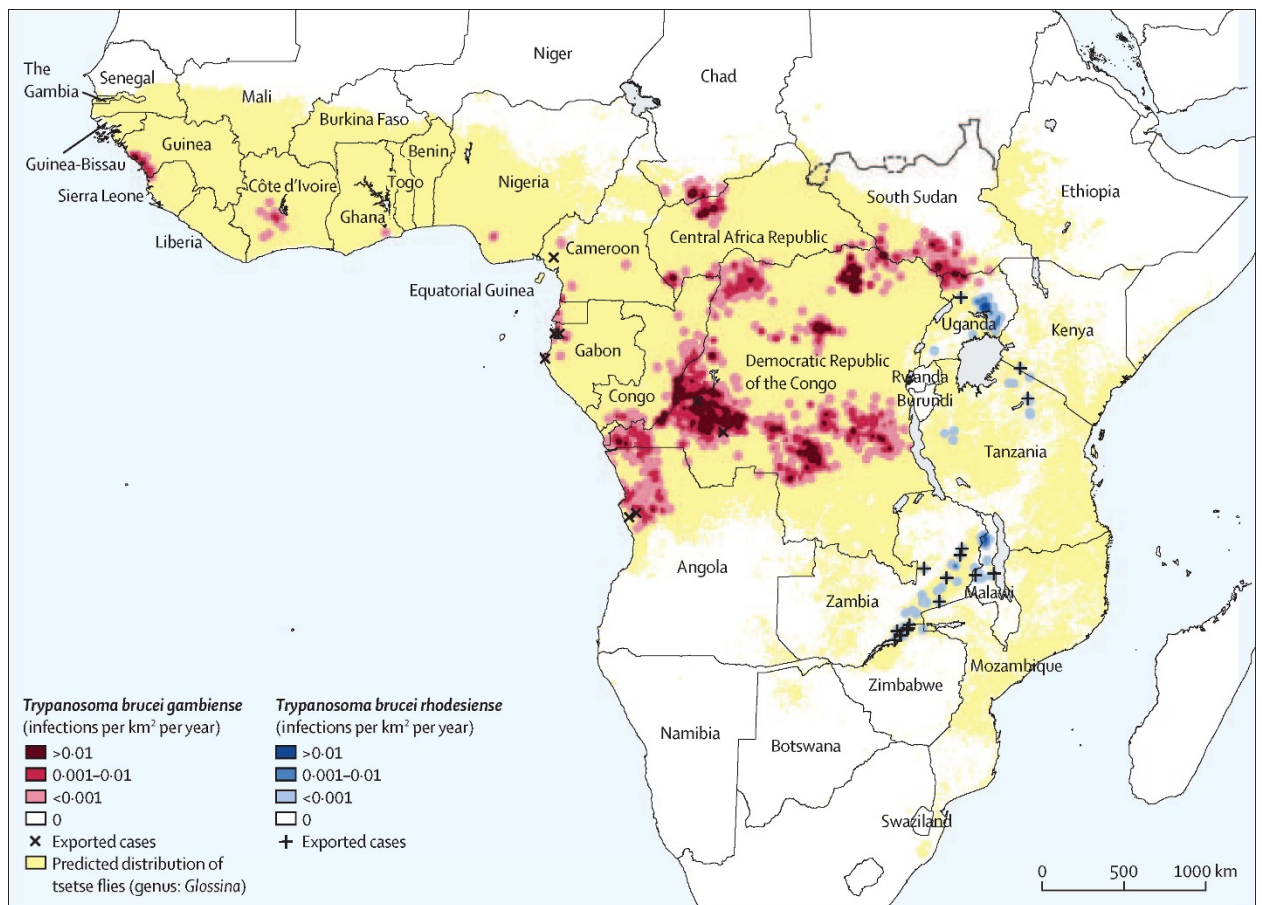 Niger
The
Gambia
Senegal
Chad
Mali
Burkina Faso
Guinea
Benin
Guinea-Bissau
Nigeria
Côte d'Ivoire
Togo
Sierra Leone
Ghana
South Sudan
Ethiopia
Liberia
Cameroon
Central Africa Republic
Equatorial Guinea
Uganda
Kenya
Gabon
Democratic Republic
of the Congo
Rwanda
Congo
Burundi
Tanzania
Angola
Zambia
Malawi
Mozambique
Zimbabwe
Namibia
Botswana
Swaziland
Trypanosoma brucei gambiense
(infections per km² per year)
>0·01
0·001–0·01
<0·001
0
Exported cases
Predicted distribution of
tsetse flies (genus: Glossina)
Trypanosoma brucei rhodesiense
(infections per km² per year)
>0·01
0·001–0·01
<0·001
0
Exported cases
0 500 1000 km